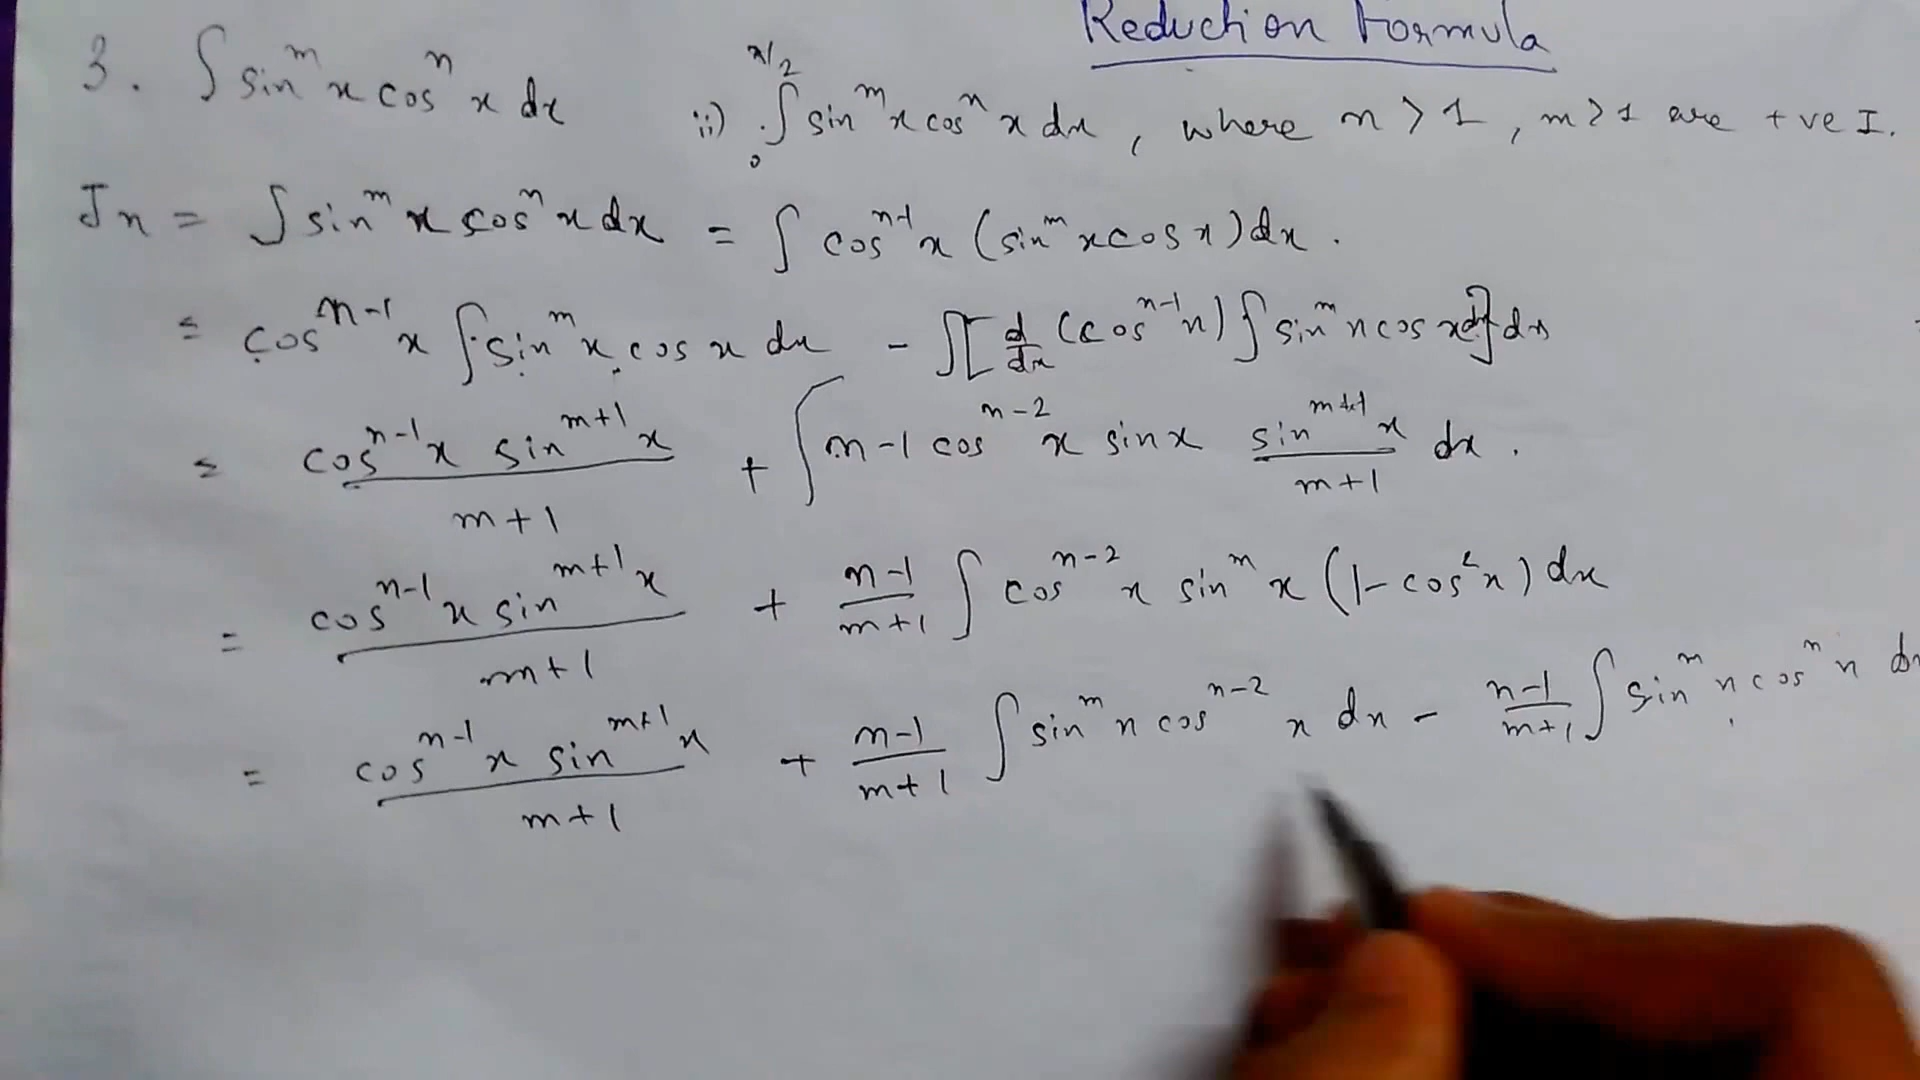 Reduction Formula
3. ∫ sin^m x cos^n x dx    ii) ∫_0^{π/2} sin^m x cos^n x dx, where n > 1, m > 1 are +ve I.
J_n = ∫ sin^m x cos^n x dx = ∫ cos^{n-1} x (sin^m x cos x) dx.
= cos^{n-1} x ∫ sin^m x cos x dx - ∫[d/dx (cos^{n-1} x) ∫ sin^m x cos x dx] dx
= (cos^{n-1} x sin^{m+1} x)/(m+1) + ∫ n-1 cos^{n-2} x sin x (sin^{m+1} x)/(m+1) dx.
= (cos^{n-1} x sin^{m+1} x)/(m+1) + (n-1)/(m+1) ∫ cos^{n-2} x sin^m x (1-cos^2 x) dx
= (cos^{n-1} x sin^{m+1} x)/(m+1) + (n-1)/(m+1) ∫ sin^m x cos^{n-2} x dx - (n-1)/(m+1) ∫ sin^m x cos^n x dx